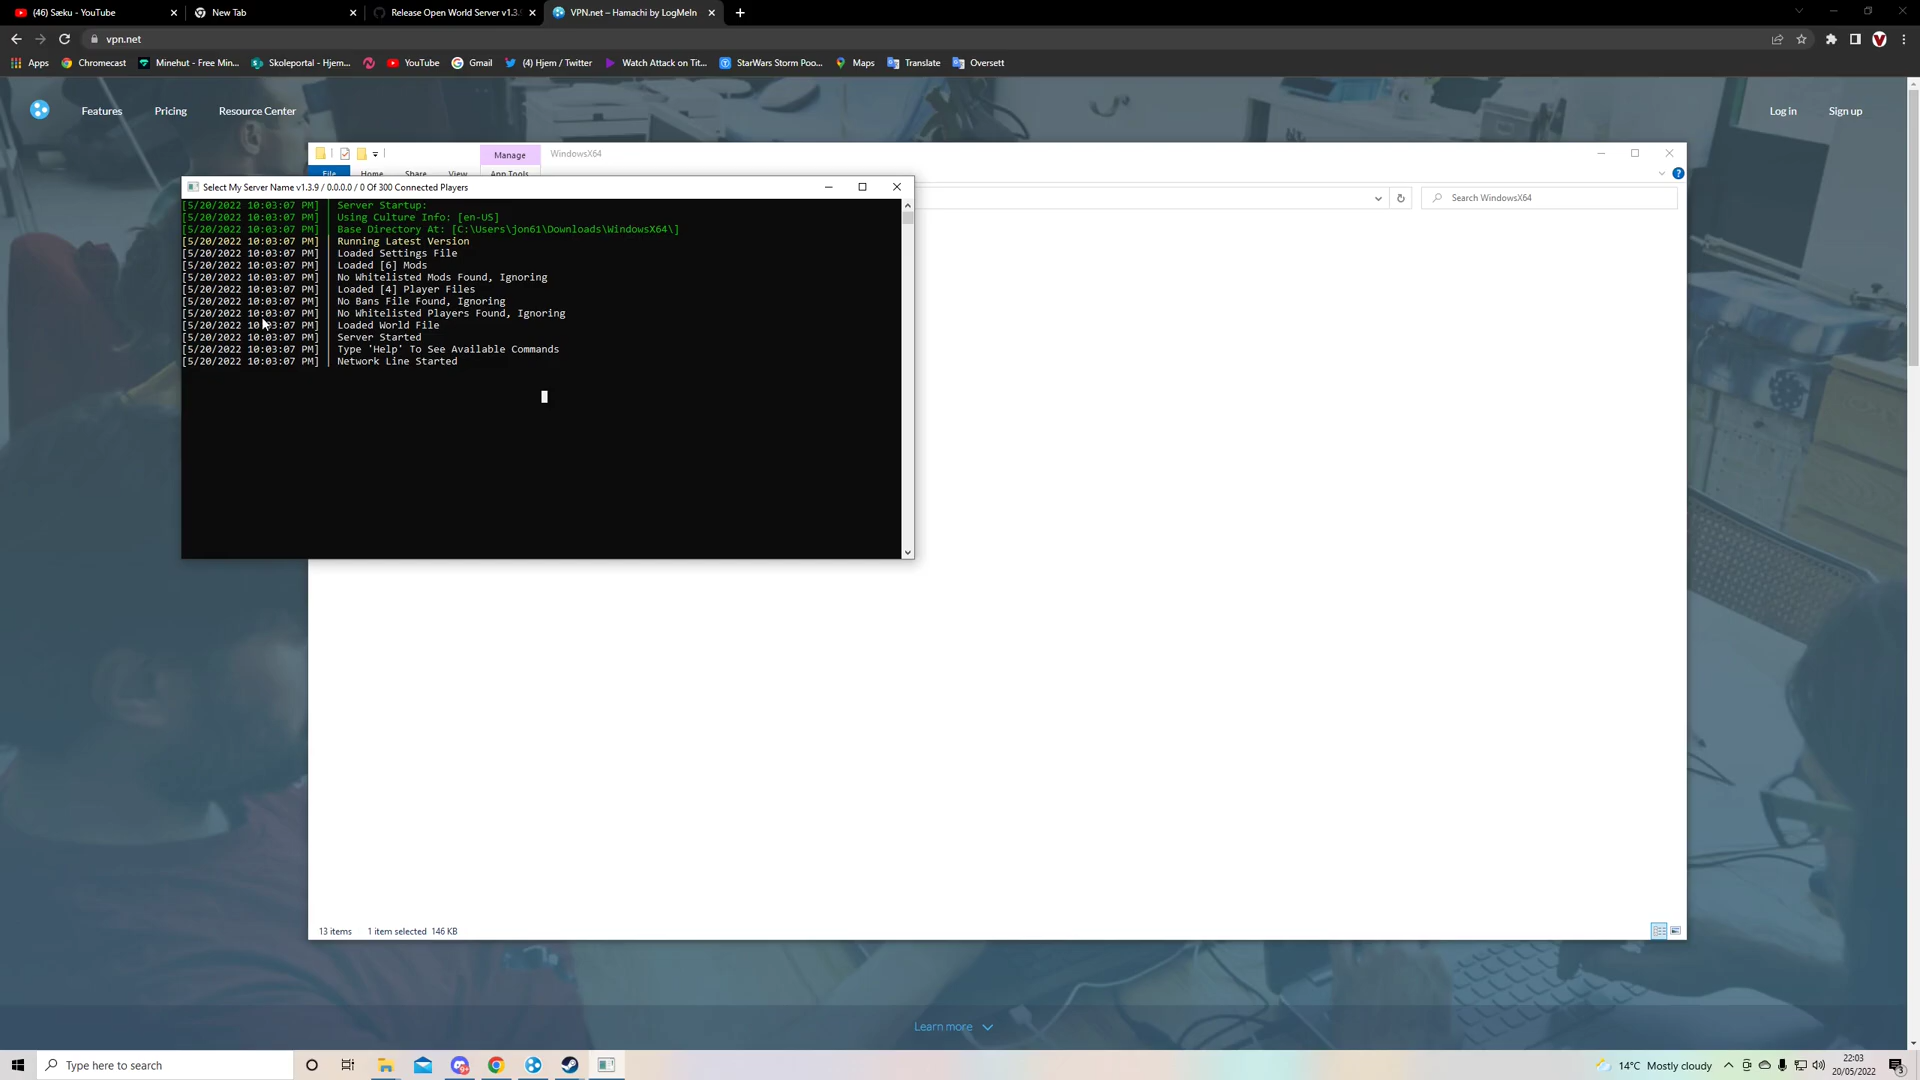 (46) Sæku - YouTube
New Tab
Release Open World Server v1.3.
VPN.net – Hamachi by LogMeIn
vpn.net
Apps
Chromecast
Minehut - Free Min...
Skoleportal - Hjem...
YouTube
Gmail
(4) Hjem / Twitter
Watch Attack on Tit...
StarWars Storm Poo...
Maps
Translate
Oversett
Features
Pricing
Resource Center
Log in
Sign up
Manage
WindowsX64
File
Home
Share
View
App Tools
Search WindowsX64
Select My Server Name v1.3.9 / 0.0.0.0 / 0 Of 300 Connected Players
[5/20/2022 10:03:07 PM] | Server Startup:
[5/20/2022 10:03:07 PM] | Using Culture Info: [en-US]
[5/20/2022 10:03:07 PM] | Base Directory At: [C:\Users\jon61\Downloads\WindowsX64\]
[5/20/2022 10:03:07 PM] | Running Latest Version
[5/20/2022 10:03:07 PM] | Loaded Settings File
[5/20/2022 10:03:07 PM] | Loaded [6] Mods
[5/20/2022 10:03:07 PM] | No Whitelisted Mods Found, Ignoring
[5/20/2022 10:03:07 PM] | Loaded [4] Player Files
[5/20/2022 10:03:07 PM] | No Bans File Found, Ignoring
[5/20/2022 10:03:07 PM] | No Whitelisted Players Found, Ignoring
[5/20/2022 10:03:07 PM] | Loaded World File
[5/20/2022 10:03:07 PM] | Server Started
[5/20/2022 10:03:07 PM] | Type 'Help' To See Available Commands
[5/20/2022 10:03:07 PM] | Network Line Started
13 items
1 item selected 146 KB
Learn more
Type here to search
14°C Mostly cloudy
22:03
20/05/2022
3